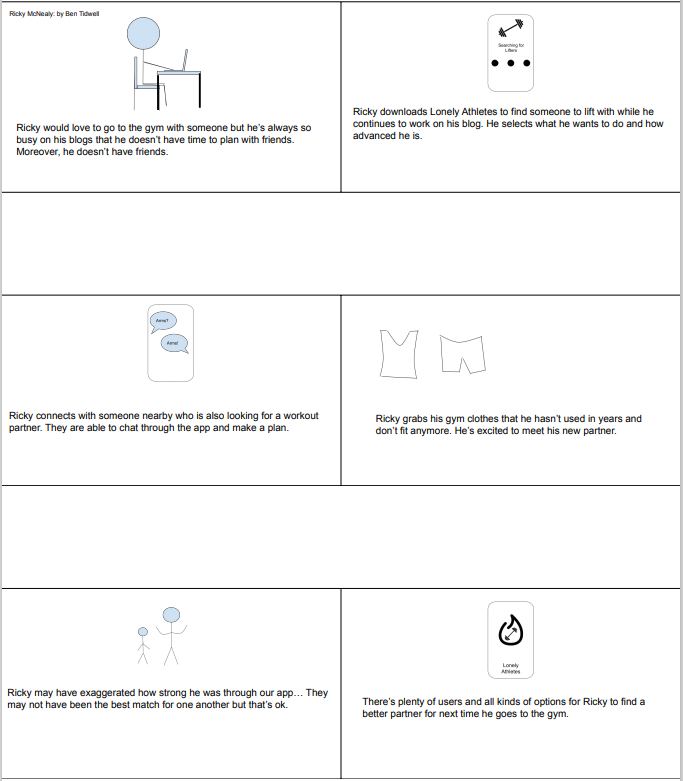 Ricky McNealy: by Ben Tidwell
Ricky would love to go to the gym with someone but he's always so
busy on his blogs that he doesn't have time to plan with friends.
Moreover, he doesn't have friends.
Searching for
Lifters
Ricky downloads Lonely Athletes to find someone to lift with while he
continues to work on his blog. He selects what he wants to do and how
advanced he is.
Arms?
Arms!
Ricky connects with someone nearby who is also looking for a workout
partner. They are able to chat through the app and make a plan.
Ricky grabs his gym clothes that he hasn't used in years and
don't fit anymore. He's excited to meet his new partner.
Ricky may have exaggerated how strong he was through our app… They
may not have been the best match for one another but that's ok.
Lonely
Athletes
There's plenty of users and all kinds of options for Ricky to find a
better partner for next time he goes to the gym.